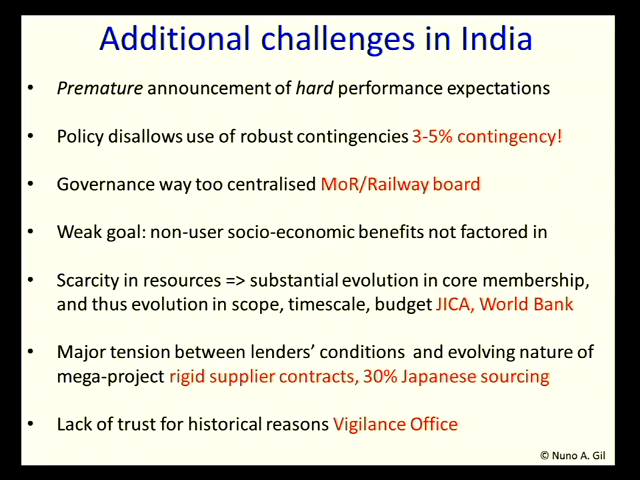 Additional challenges in India
• Premature announcement of hard performance expectations
• Policy disallows use of robust contingencies 3-5% contingency!
• Governance way too centralised MoR/Railway board
• Weak goal: non-user socio-economic benefits not factored in
• Scarcity in resources => substantial evolution in core membership,
and thus evolution in scope, timescale, budget JICA, World Bank
• Major tension between lenders’ conditions and evolving nature of
mega-project rigid supplier contracts, 30% Japanese sourcing
• Lack of trust for historical reasons Vigilance Office
© Nuno A. Gil